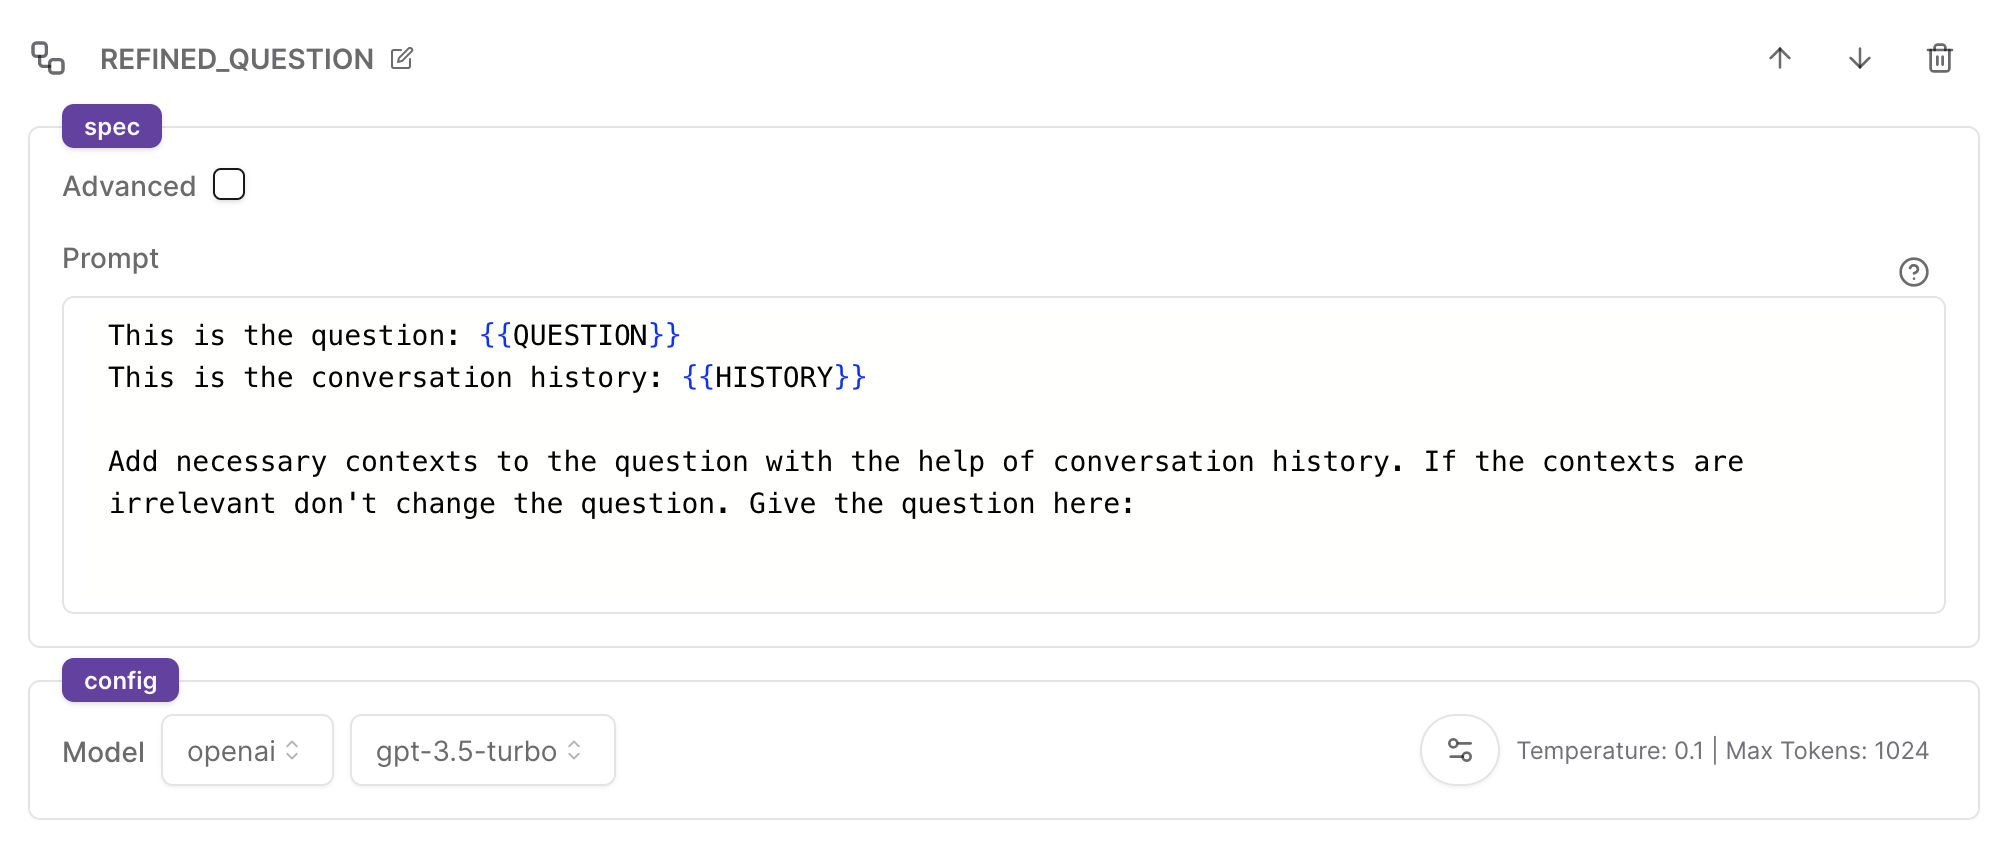 REFINED_QUESTION
spec
Advanced
Prompt
This is the question: {{QUESTION}}
This is the conversation history: {{HISTORY}}
Add necessary contexts to the question with the help of conversation history. If the contexts are
irrelevant don't change the question. Give the question here:
config
Model openai gpt-3.5-turbo Temperature: 0.1 | Max Tokens: 1024